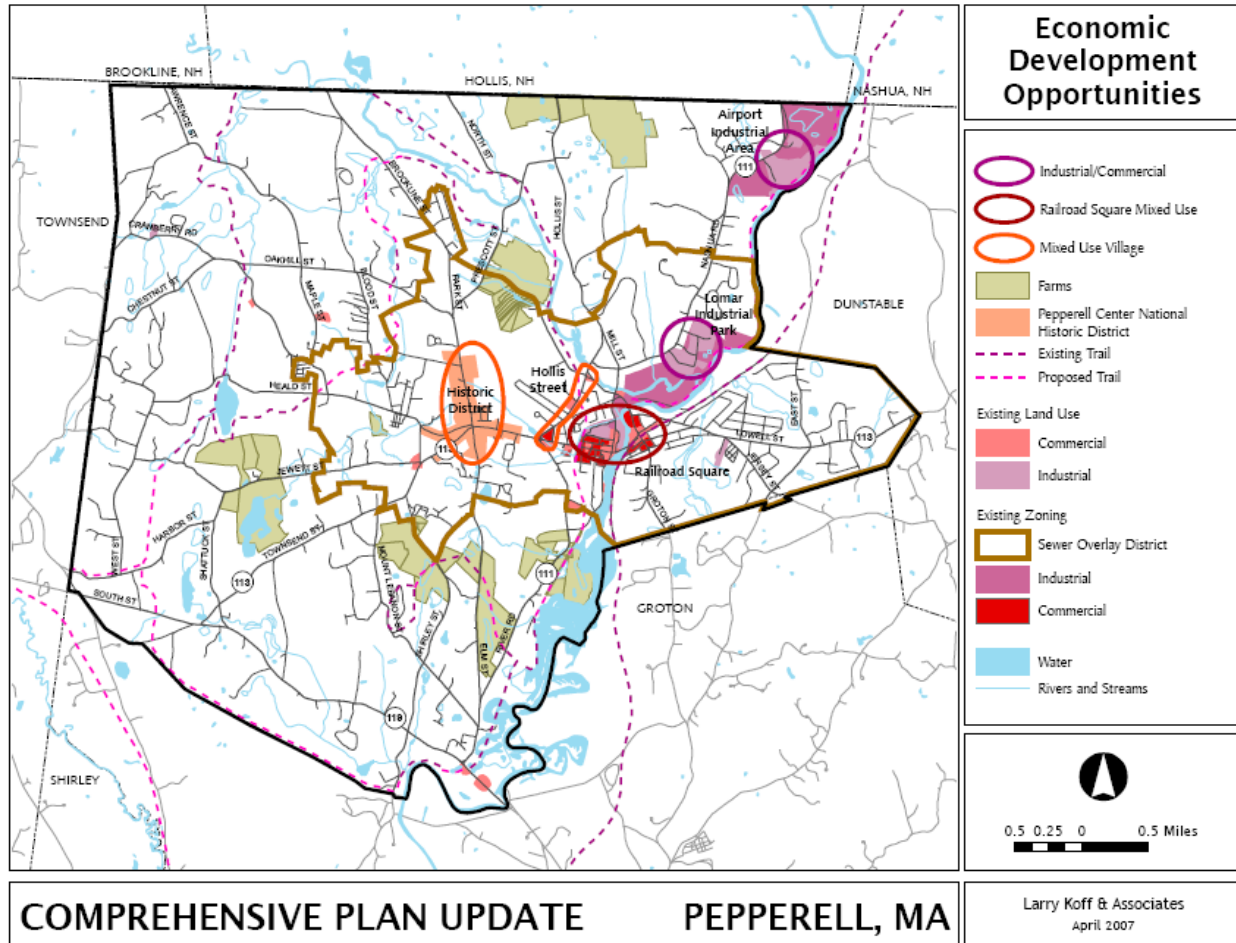 BROOKLINE, NH
HOLLIS, NH
NASHUA, NH
Airport
Industrial
Area
111
NORTH ST
BROOKLINE ST
HOLLIS ST
TOWNSEND
CRANBERRY RD
OAKHILL ST
CHESTNUT ST
MAPLE ST
BLOOD ST
PARK ST
PRESCOTT ST
NASHUA RD
DUNSTABLE
Lomar
Industrial
Park
MILL ST
Hollis
Street
HEALD ST
Historic
District
EAST ST
LOWELL ST
113
Railroad Square
JEWETT ST
GROTON ST
WEST ST
HARBOR ST
SHATTUCK ST
TOWNSEND ST
113
MOUNT LEBANON ST
SHIRLEY ST
ELM ST
RIVER RD
111
SOUTH ST
GROTON
119
SHIRLEY
Economic
Development
Opportunities
Industrial/Commercial
Railroad Square Mixed Use
Mixed Use Village
Farms
Pepperell Center National
Historic District
Existing Trail
Proposed Trail
Existing Land Use
Commercial
Industrial
Existing Zoning
Sewer Overlay District
Industrial
Commercial
Water
Rivers and Streams
0.5 0.25 0 0.5 Miles
COMPREHENSIVE PLAN UPDATE PEPPERELL, MA
Larry Koff & Associates
April 2007